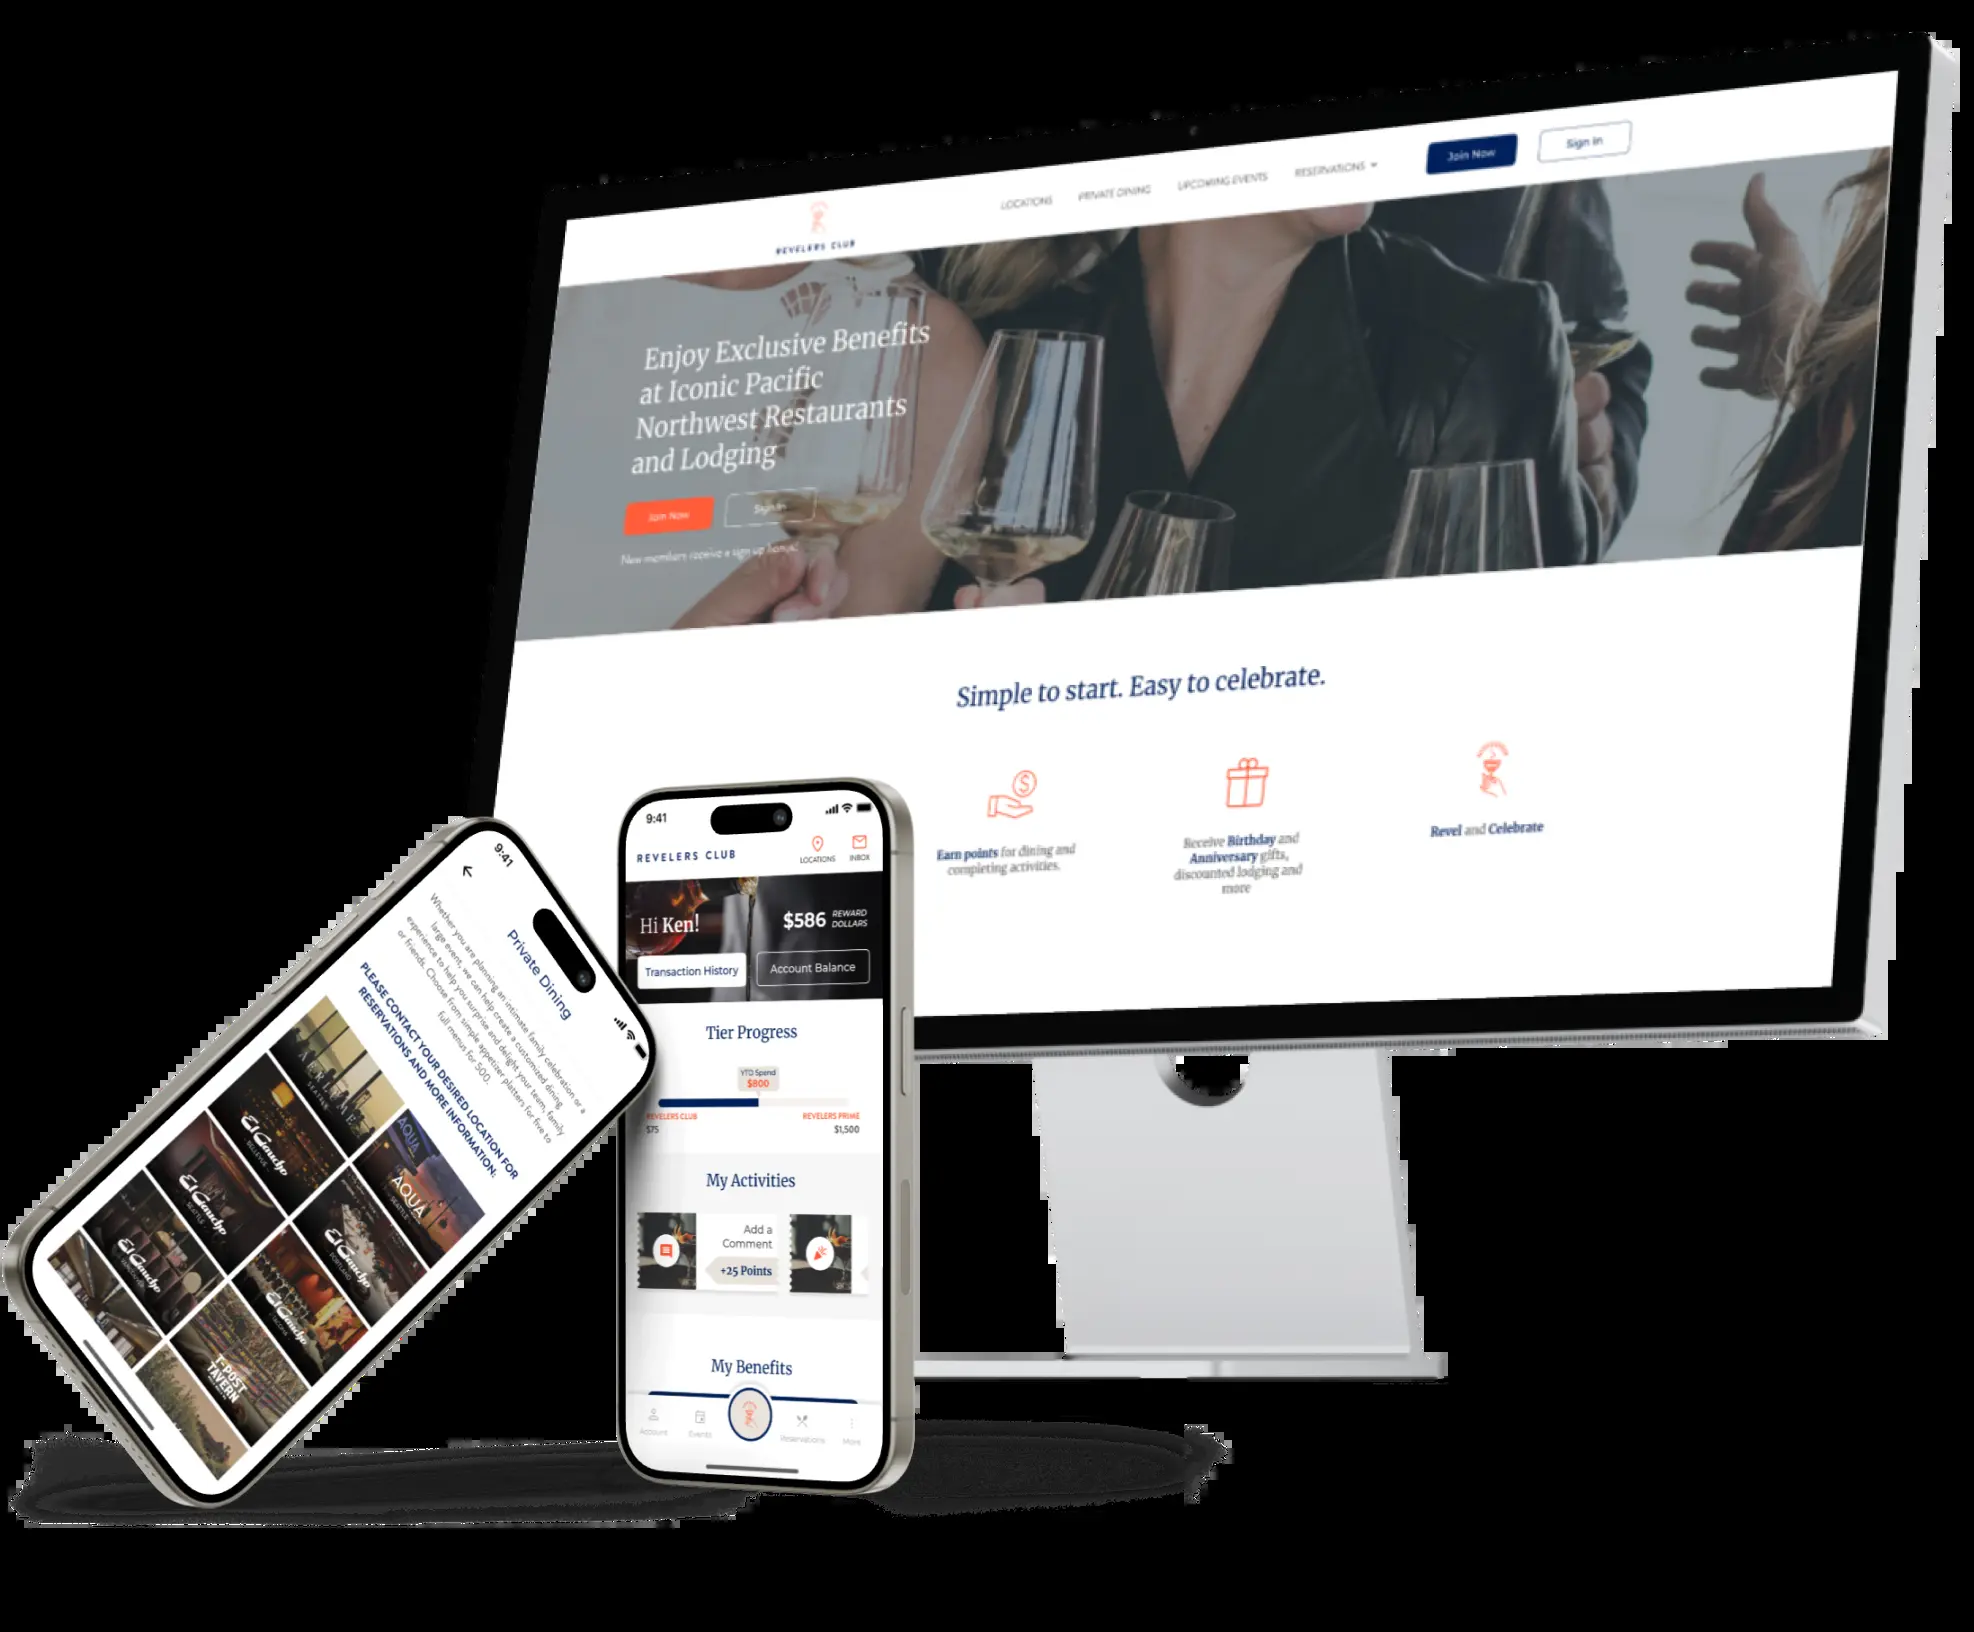 REVELERS CLUB
LOCATIONS
PRIVATE DINING
UPCOMING EVENTS
RESERVATIONS
Join Now
Sign In
Enjoy Exclusive Benefits
at Iconic Pacific
Northwest Restaurants
and Lodging
Join Now
Sign In
New members receive a sign up bonus!
Simple to start. Easy to celebrate.
Earn points for dining and
completing activities.
Receive Birthday and
Anniversary gifts,
discounted lodging and
more
Revel and Celebrate
9:41
REVELERS CLUB
LOCATIONS
INBOX
Hi Ken!
$586 REWARD
DOLLARS
Transaction History
Account Balance
Tier Progress
YTD Spend
$800
REVELERS CLUB
REVELERS PRIME
$75
$1,500
My Activities
Add a
Comment
+25 Points
My Benefits
Account
Events
Reservations
More
9:41
Private Dining
Whether you are planning an intimate family celebration or a
large event, we can help create a customized dining
experience to help you surprise and delight your team, family
or friends. Choose from simple appetizer platters for five to
full menus for 500.
PLEASE CONTACT YOUR DESIRED LOCATION FOR
RESERVATIONS AND MORE INFORMATION:
SEATTLE
AQUA
AQUA
SEATTLE
El Gaucho
BELLEVUE
El Gaucho
PORTLAND
El Gaucho
SEATTLE
El Gaucho
TACOMA
El Gaucho
VANCOUVER
T-POST
TAVERN